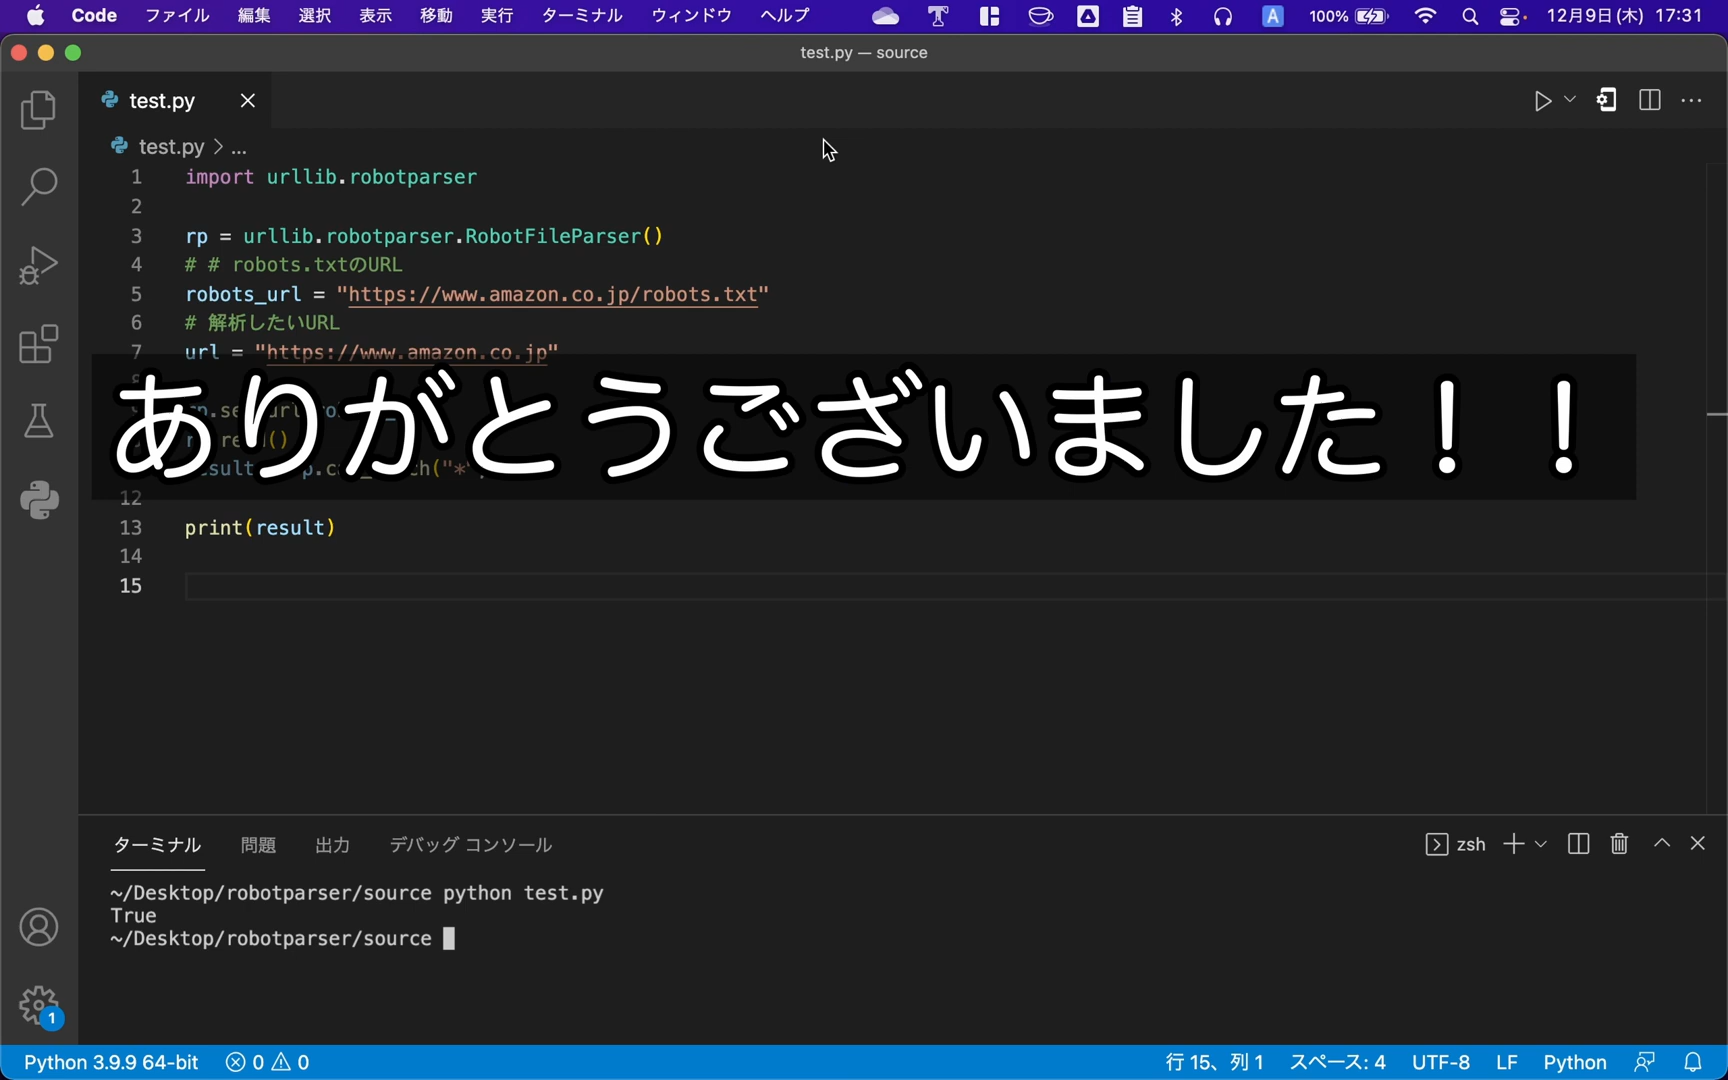 Code ファイル 編集 選択 表示 移動 実行 ターミナル ウィンドウ ヘルプ A 100% 12月9日(木) 17:31
test.py — source
test.py
test.py > ...
1 import urllib.robotparser
2
3 rp = urllib.robotparser.RobotFileParser()
4 # # robots.txtのURL
5 robots_url = "https://www.amazon.co.jp/robots.txt"
6 # 解析したいURL
7 url = "https://www.amazon.co.jp"
ありがとうございました！！
12
13 print(result)
14
15
ターミナル 問題 出力 デバッグ コンソール zsh
~/Desktop/robotparser/source python test.py
True
~/Desktop/robotparser/source
1
Python 3.9.9 64-bit 0 0 行 15、列 1 スペース: 4 UTF-8 LF Python